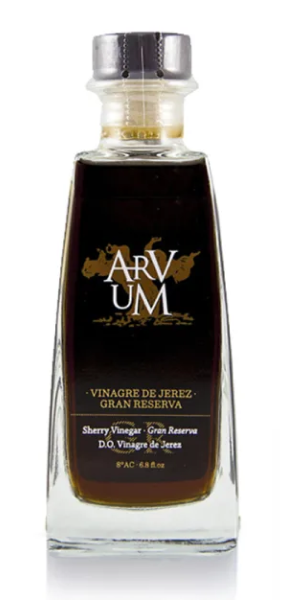 ARV
UM
· VINAGRE DE JEREZ ·
GRAN RESERVA
GR
Sherry Vinegar · Gran Reserva
D.O. Vinagre de Jerez
8°AC · 6.8 fl.oz